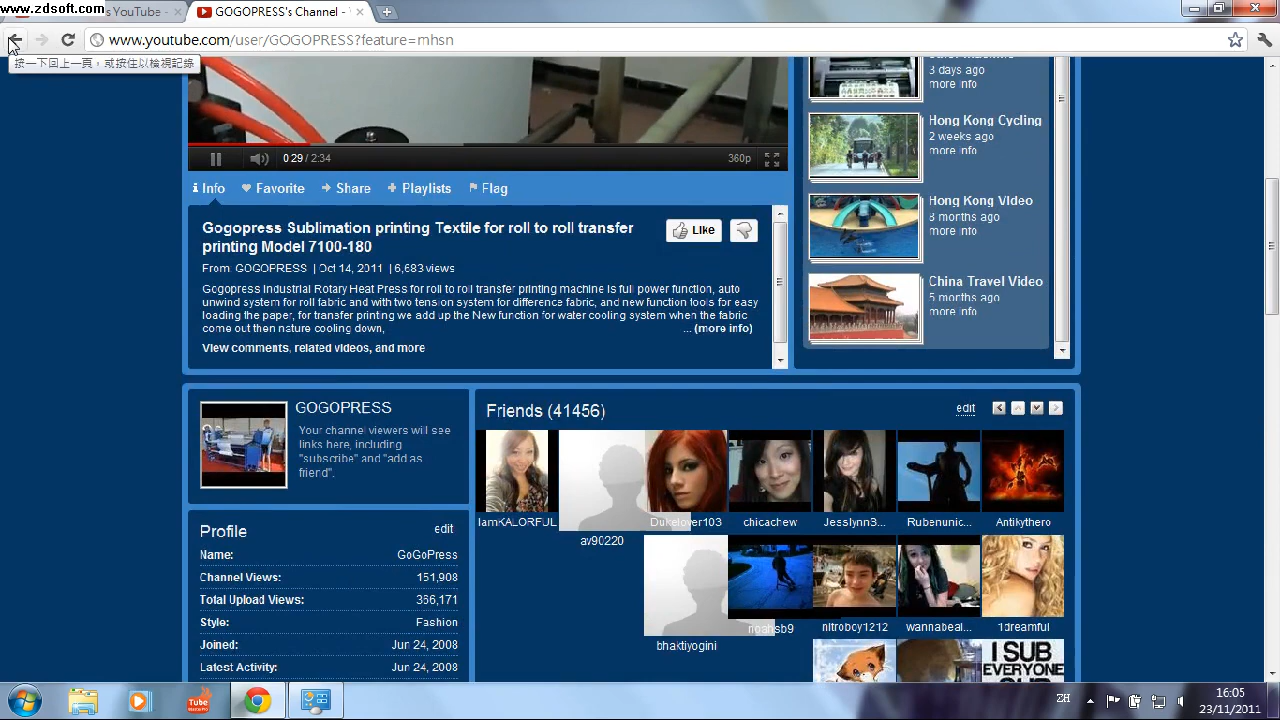 www.zdsoft.com
s YouTube -
GOGOPRESS's Channel -
www.youtube.com/user/GOGOPRESS?feature=mhsn
按一下回上一頁，或按住以檢視記錄
0:29 / 2:34
360p
Info
Favorite
Share
Playlists
Flag
Gogopress Sublimation printing Textile for roll to roll transfer
printing Model 7100-180
Like
From: GOGOPRESS | Oct 14, 2011 | 6,683 views
Gogopress Industrial Rotary Heat Press for roll to roll transfer printing machine is full power function, auto
unwind system for roll fabric and with two tension system for difference fabric, and new function tools for easy
loading the paper, for transfer printing we add up the New function for water cooling system when the fabric
come out then nature cooling down,
... (more info)
View comments, related videos, and more
3 days ago
more info
Hong Kong Cycling
2 weeks ago
more info
Hong Kong Video
3 months ago
more info
China Travel Video
5 months ago
more info
GOGOPRESS
Your channel viewers will see
links here, including
"subscribe" and "add as
friend".
Profile
edit
Name:
GoGoPress
Channel Views:
151,908
Total Upload Views:
366,171
Style:
Fashion
Joined:
Jun 24, 2008
Latest Activity:
Jun 24, 2008
Friends (41456)
edit
IamKALORFUL
av90220
Dukelover103
chicachew
JesslynnB...
Rubenunic...
Antikythero
bhaktiyogini
noahsb9
nitroboy1212
wannabeal...
1dreamful
I SUB
EVERYONE
Tube
ZH
16:05
23/11/2011